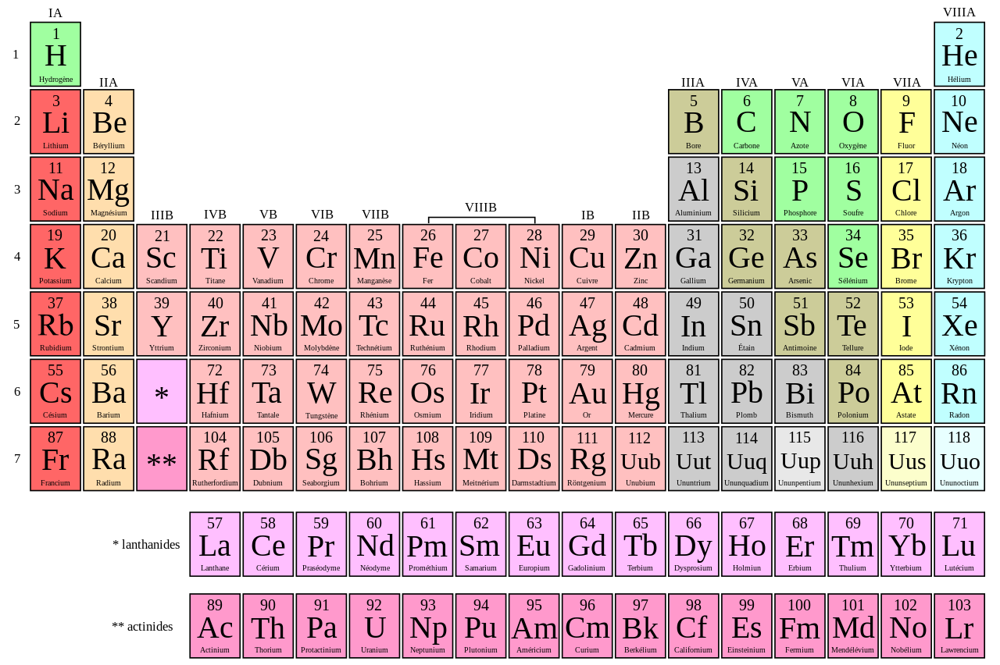 IA VIIIA
1 1 2
H He
Hydrogène Hélium
IIA IIIA IVA VA VIA VIIA
2 3 4 5 6 7 8 9 10
Li Be B C N O F Ne
Lithium Béryllium Bore Carbone Azote Oxygène Fluor Néon
3 11 12 13 14 15 16 17 18
Na Mg Al Si P S Cl Ar
Sodium Magnésium Aluminium Silicium Phosphore Soufre Chlore Argon
IIIB IVB VB VIB VIIB VIIIB IB IIB
4 19 20 21 22 23 24 25 26 27 28 29 30 31 32 33 34 35 36
K Ca Sc Ti V Cr Mn Fe Co Ni Cu Zn Ga Ge As Se Br Kr
Potassium Calcium Scandium Titane Vanadium Chrome Manganèse Fer Cobalt Nickel Cuivre Zinc Gallium Germanium Arsenic Sélénium Brome Krypton
5 37 38 39 40 41 42 43 44 45 46 47 48 49 50 51 52 53 54
Rb Sr Y Zr Nb Mo Tc Ru Rh Pd Ag Cd In Sn Sb Te I Xe
Rubidium Strontium Yttrium Zirconium Niobium Molybdène Technétium Ruthénium Rhodium Palladium Argent Cadmium Indium Étain Antimoine Tellure Iode Xénon
6 55 56 72 73 74 75 76 77 78 79 80 81 82 83 84 85 86
Cs Ba * Hf Ta W Re Os Ir Pt Au Hg Tl Pb Bi Po At Rn
Césium Barium Hafnium Tantale Tungstène Rhénium Osmium Iridium Platine Or Mercure Thalium Plomb Bismuth Polonium Astate Radon
7 87 88 104 105 106 107 108 109 110 111 112 113 114 115 116 117 118
Fr Ra ** Rf Db Sg Bh Hs Mt Ds Rg Uub Uut Uuq Uup Uuh Uus Uuo
Francium Radium Rutherfordium Dubnium Seaborgium Bohrium Hassium Meitnérium Darmstadtium Röntgenium Unubium Ununtrium Ununquadium Ununpentium Ununhexium Ununseptium Ununoctium
57 58 59 60 61 62 63 64 65 66 67 68 69 70 71
* lanthanides La Ce Pr Nd Pm Sm Eu Gd Tb Dy Ho Er Tm Yb Lu
Lanthane Cérium Praséodyme Néodyme Prométhium Samarium Europium Gadolinium Terbium Dysprosium Holmiun Erbium Thulium Ytterbium Lutécium
89 90 91 92 93 94 95 96 97 98 99 100 101 102 103
** actinides Ac Th Pa U Np Pu Am Cm Bk Cf Es Fm Md No Lr
Actinium Thorium Protactinium Uranium Neptunium Plutonium Américium Curium Berkélium Californium Einsteinium Fermium Mendélévium Nobélium Lawrencium